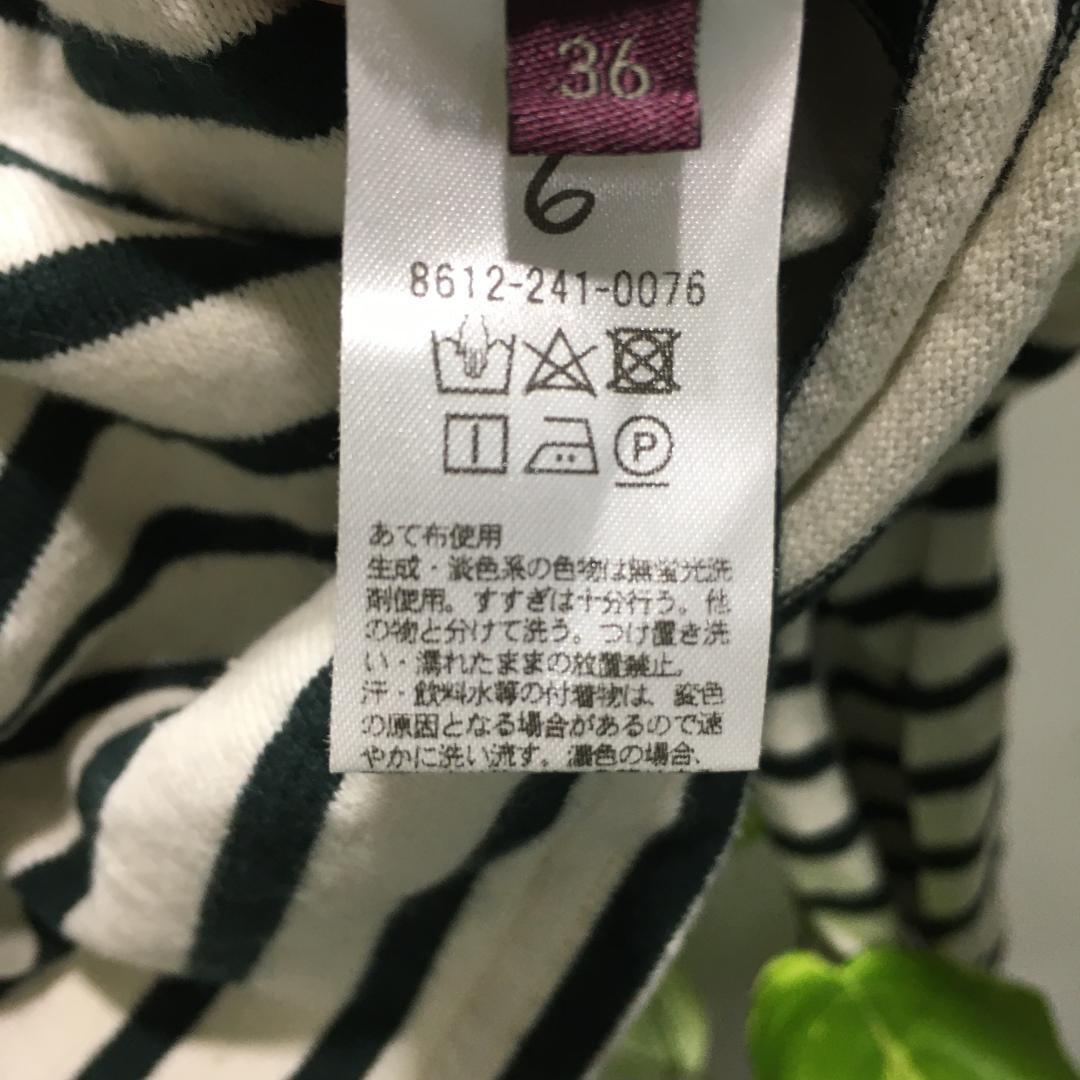 36
6
8612-241-0076
P
あて布使用
生成・淡色系の色物は無蛍光洗
剤使用。すすぎは十分行う。他
の物と分けて洗う。つけ置き洗
い・濡れたままの放置禁止。
汗・飲料水等の付着物は、変色
の原因となる場合があるので速
やかに洗い流す。濃色の場合、